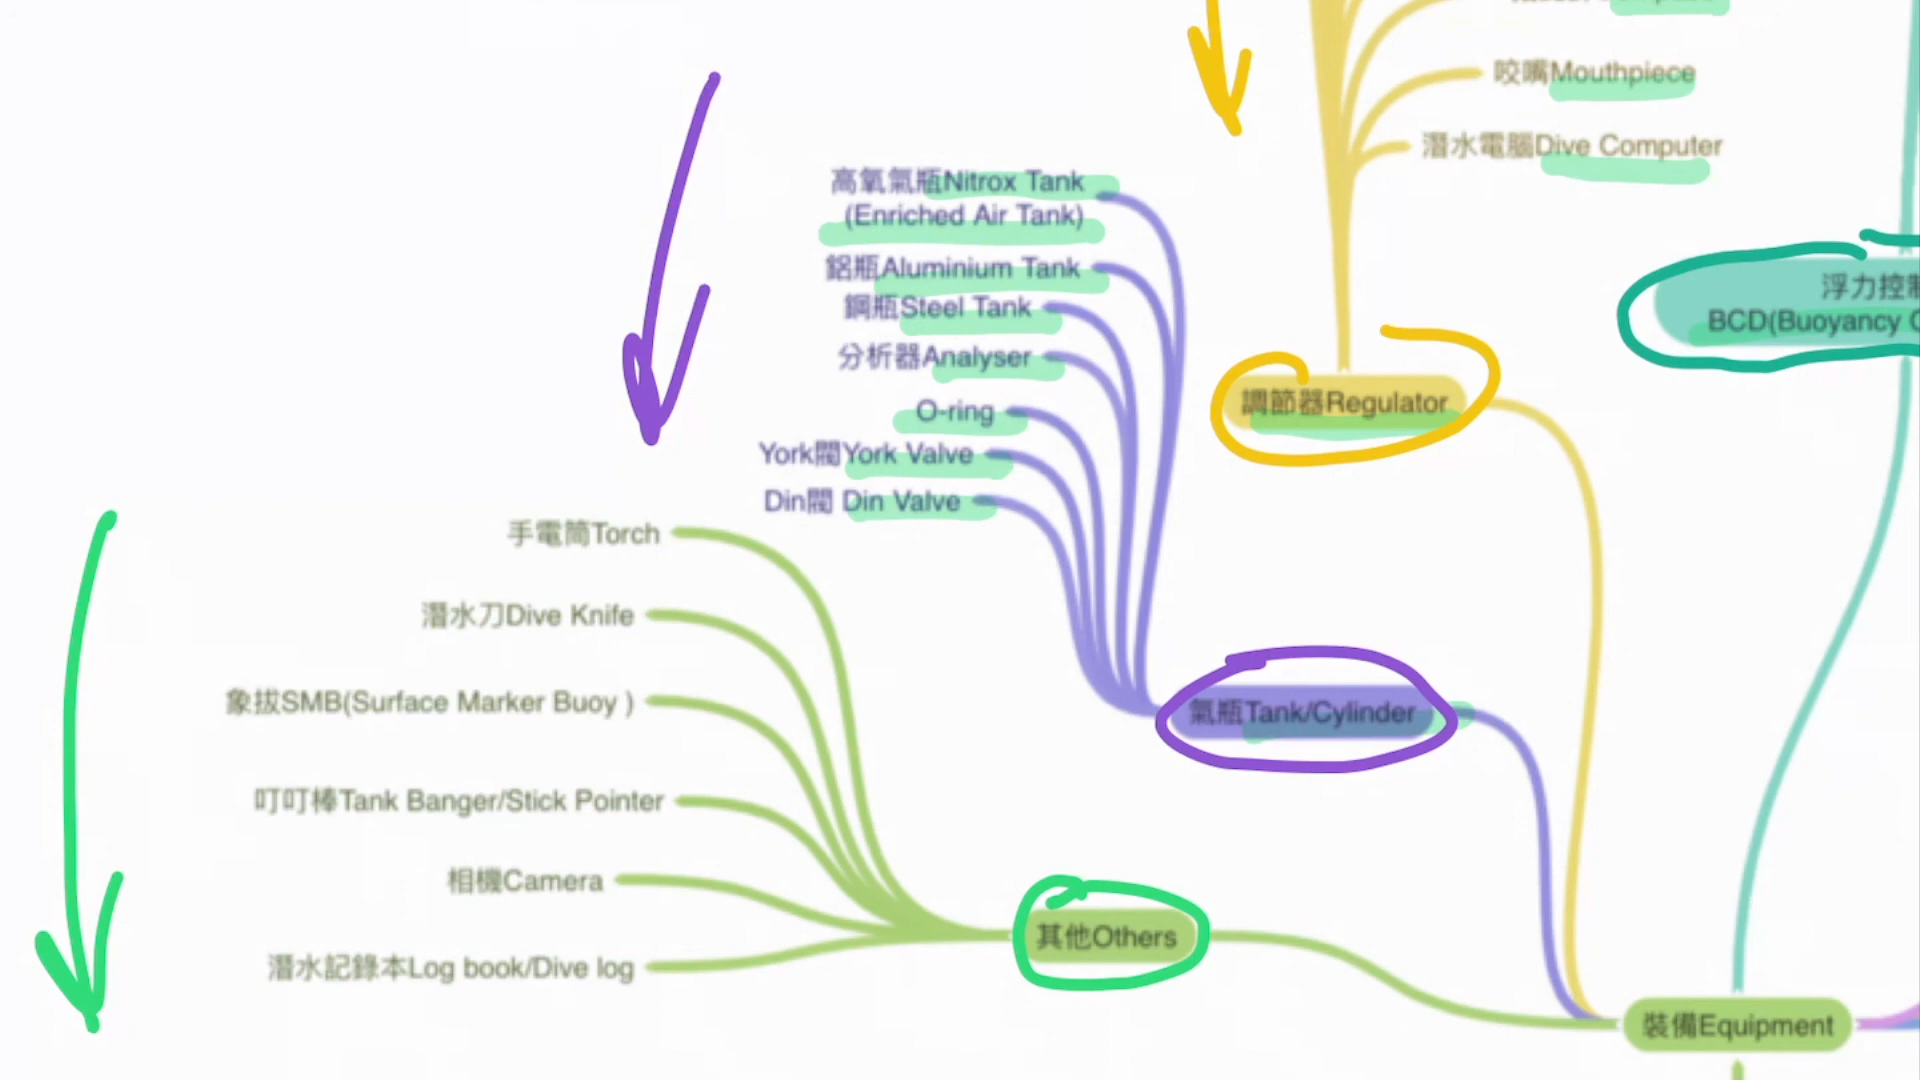 咬嘴Mouthpiece
潛水電腦Dive Computer
高氧氣瓶Nitrox Tank
(Enriched Air Tank)
鋁瓶Aluminium Tank
鋼瓶Steel Tank
分析器Analyser
O-ring
York閥York Valve
Din閥 Din Valve
浮力控制
BCD(Buoyancy
調節器Regulator
手電筒Torch
潛水刀Dive Knife
象拔SMB(Surface Marker Buoy )
叮叮棒Tank Banger/Stick Pointer
相機Camera
潛水記錄本Log book/Dive log
氣瓶Tank/Cylinder
其他Others
裝備Equipment